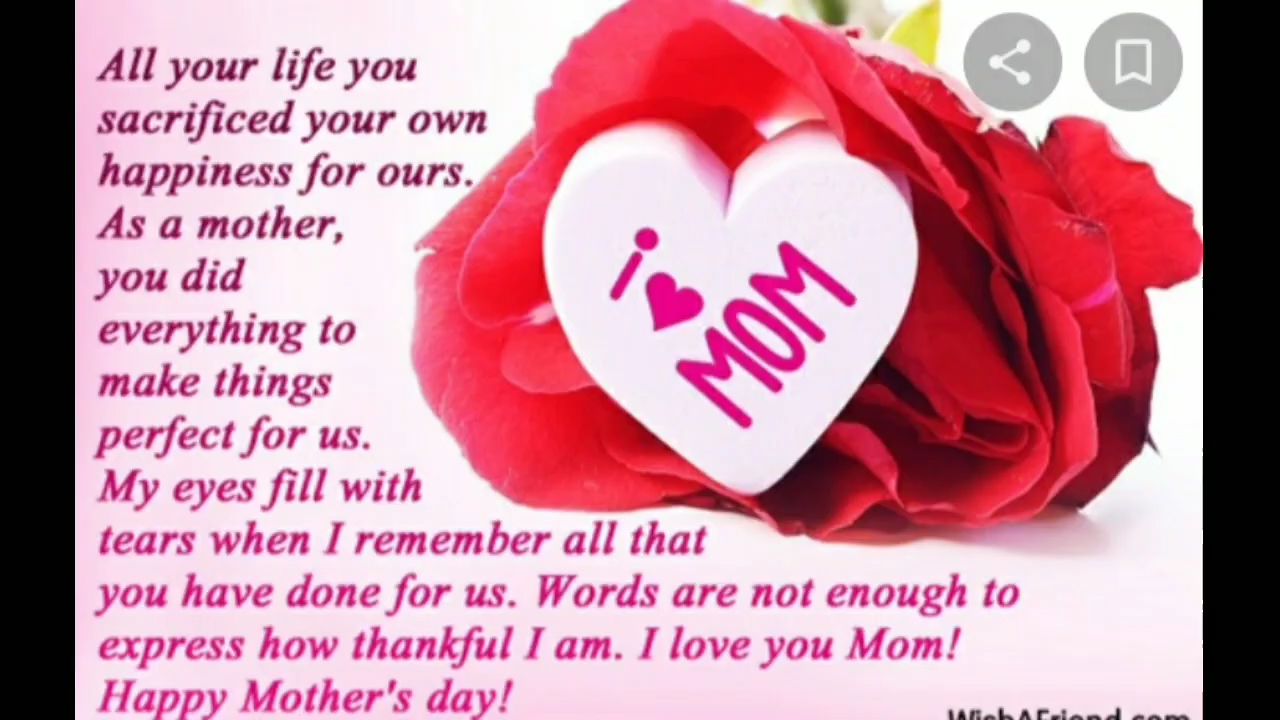 All your life you
sacrificed your own
happiness for ours.
As a mother,
you did
everything to
make things
perfect for us.
My eyes fill with
tears when I remember all that
you have done for us. Words are not enough to
express how thankful I am. I love you Mom!
Happy Mother's day!
i
MOM
WishAFriend.com